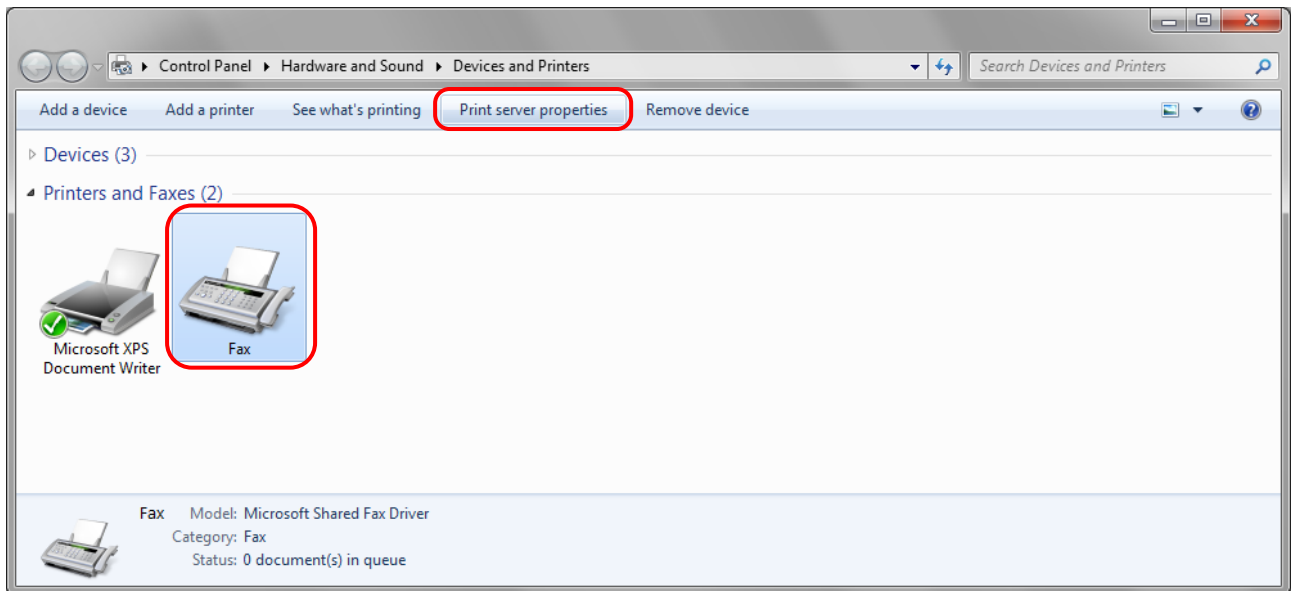 Control Panel Hardware and Sound Devices and Printers Search Devices and Printers
Add a device Add a printer See what's printing Print server properties Remove device
Devices (3)
Printers and Faxes (2)
Microsoft XPS
Document Writer
Fax
Fax Model: Microsoft Shared Fax Driver
Category: Fax
Status: 0 document(s) in queue